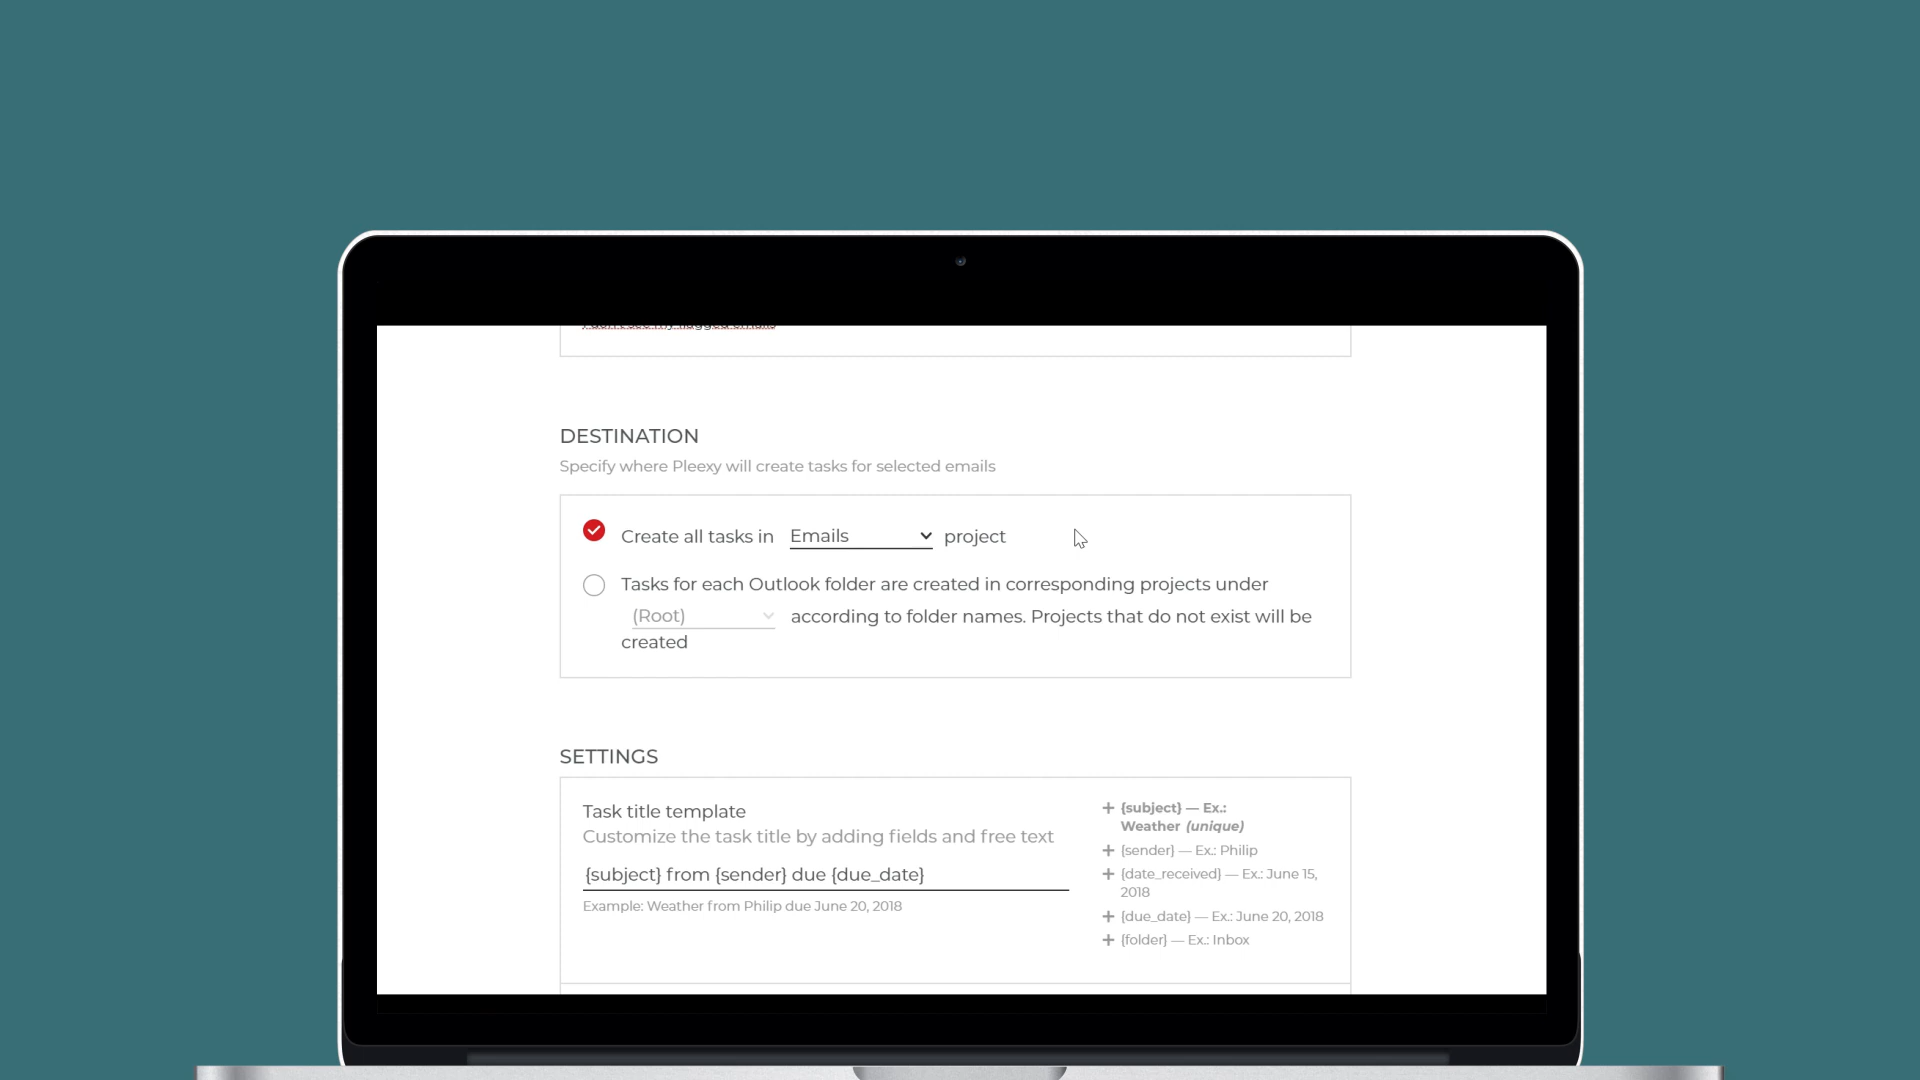 DESTINATION
Specify where Pleexy will create tasks for selected emails
Create all tasks in Emails project
Tasks for each Outlook folder are created in corresponding projects under
(Root) according to folder names. Projects that do not exist will be
created
SETTINGS
Task title template
Customize the task title by adding fields and free text
{subject} from {sender} due {due_date}
Example: Weather from Philip due June 20, 2018
+ {subject} — Ex.:
Weather (unique)
+ {sender} — Ex.: Philip
+ {date_received} — Ex.: June 15,
2018
+ {due_date} — Ex.: June 20, 2018
+ {folder} — Ex.: Inbox